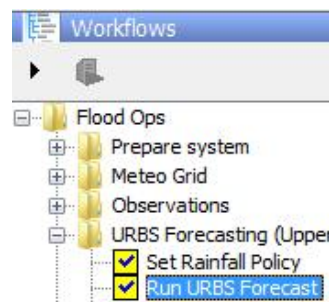 Workflows
Flood Ops
Prepare system
Meteo Grid
Observations
URBS Forecasting (Upper
Set Rainfall Policy
Run URBS Forecast